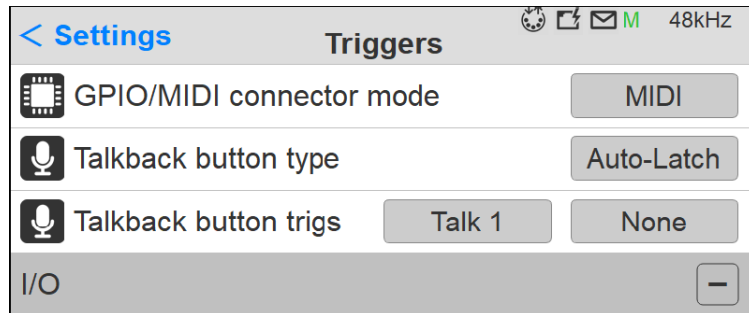 < Settings
Triggers
M
48kHz
GPIO/MIDI connector mode
MIDI
Talkback button type
Auto-Latch
Talkback button trigs
Talk 1
None
I/O